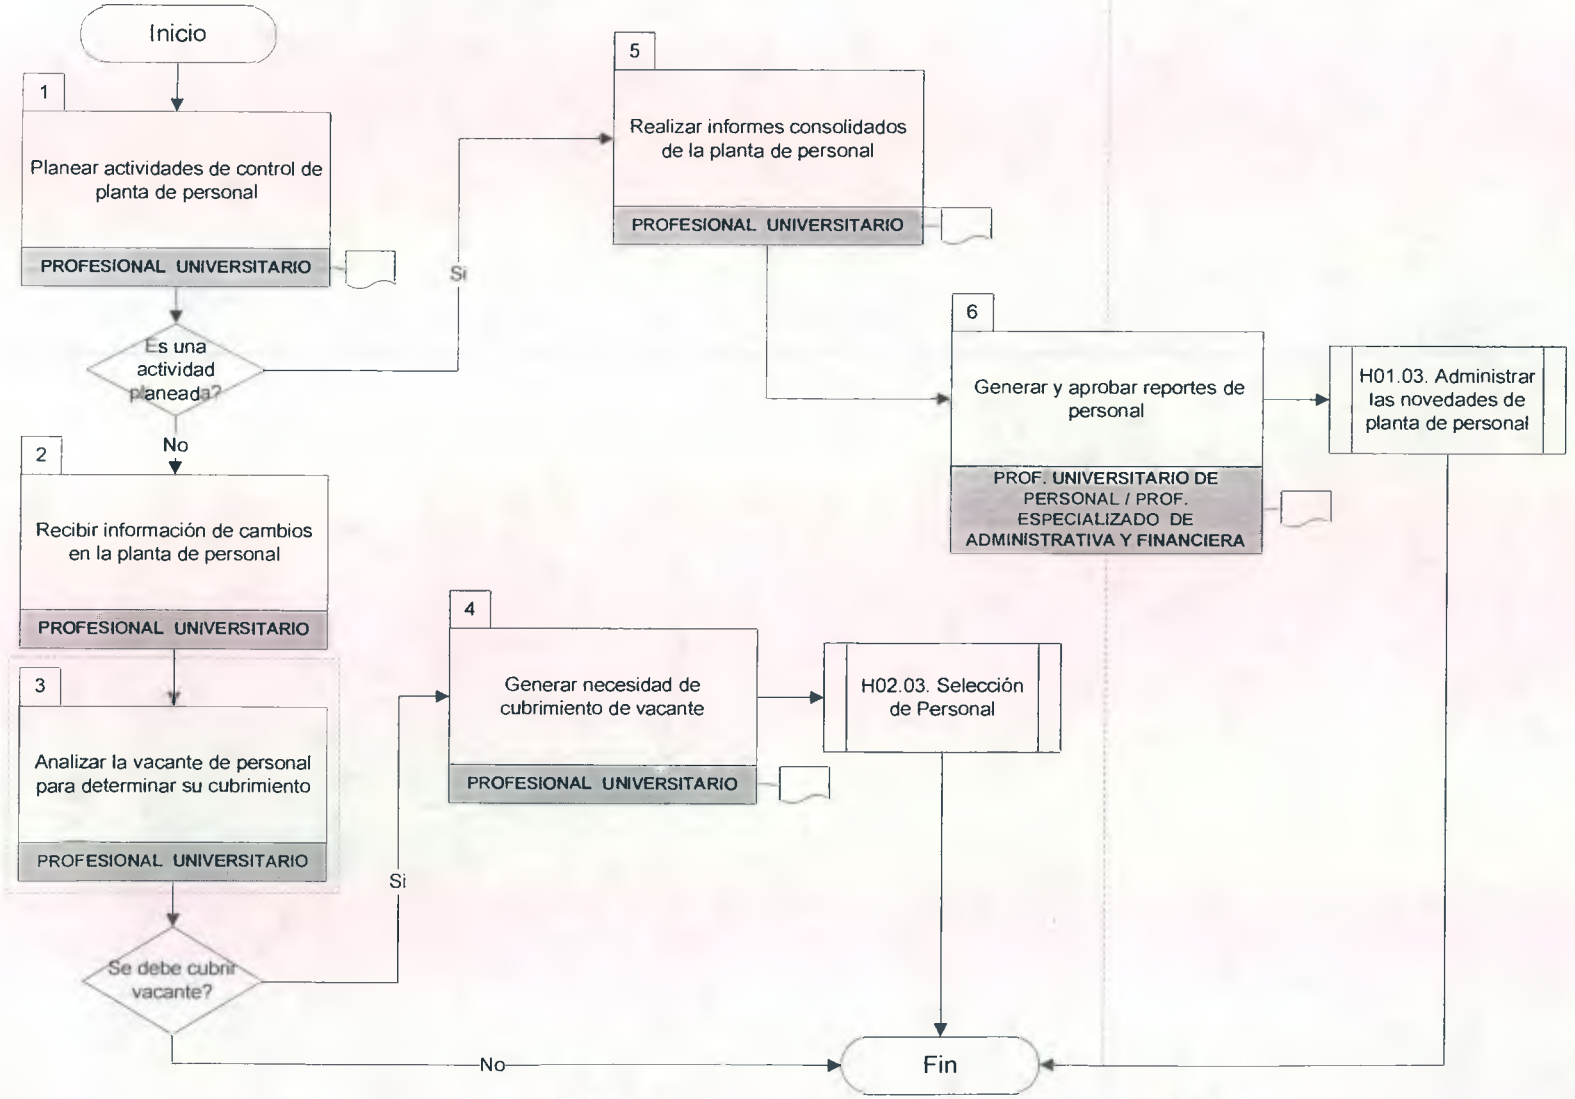 Inicio
1
Planear actividades de control de
planta de personal
PROFESIONAL UNIVERSITARIO
Es una
actividad
planeada?
Si
No
2
Recibir información de cambios
en la planta de personal
PROFESIONAL UNIVERSITARIO
3
Analizar la vacante de personal
para determinar su cubrimiento
PROFESIONAL UNIVERSITARIO
Se debe cubrir
vacante?
Si
No
4
Generar necesidad de
cubrimiento de vacante
PROFESIONAL UNIVERSITARIO
H02.03. Selección
de Personal
5
Realizar informes consolidados
de la planta de personal
PROFESIONAL UNIVERSITARIO
6
Generar y aprobar reportes de
personal
PROF. UNIVERSITARIO DE
PERSONAL / PROF.
ESPECIALIZADO DE
ADMINISTRATIVA Y FINANCIERA
H01.03. Administrar
las novedades de
planta de personal
Fin